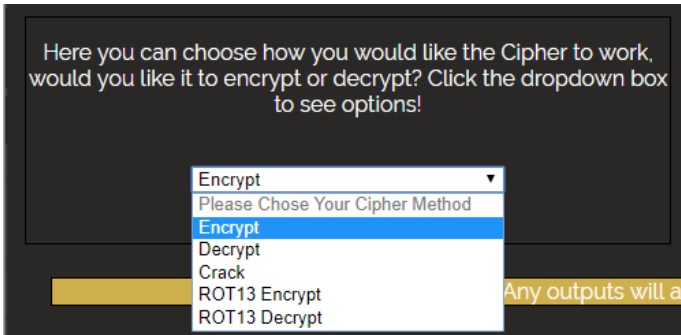 Here you can choose how you would like the Cipher to work,
would you like it to encrypt or decrypt? Click the dropdown box
to see options!
Encrypt
Please Chose Your Cipher Method
Encrypt
Decrypt
Crack
ROT13 Encrypt
ROT13 Decrypt
Any outputs will a